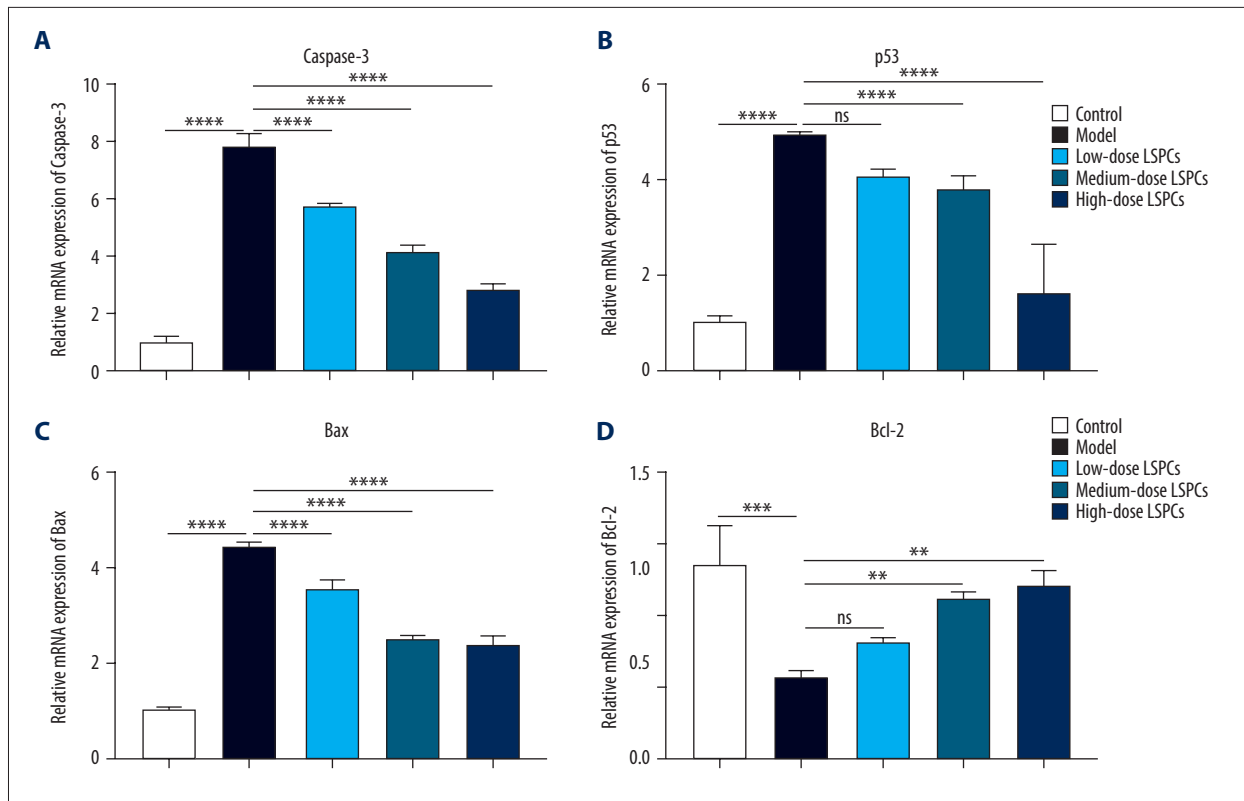 A
Caspase-3
Relative mRNA expression of Caspase-3
10
8
6
4
2
0
****
****
****
****
B
p53
Relative mRNA expression of p53
6
4
2
0
****
****
****
ns
Control
Model
Low-dose LSPCs
Medium-dose LSPCs
High-dose LSPCs
C
Bax
Relative mRNA expression of Bax
6
4
2
0
****
****
****
****
D
Bcl-2
Relative mRNA expression of Bcl-2
1.5
1.0
0.5
0.0
***
**
**
ns
Control
Model
Low-dose LSPCs
Medium-dose LSPCs
High-dose LSPCs